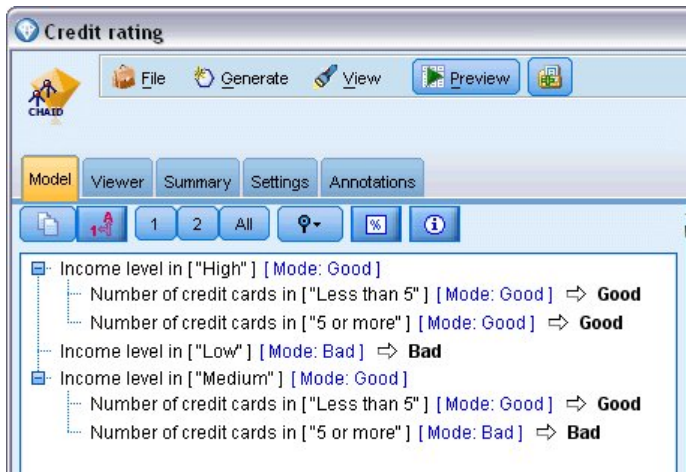 Credit rating
CHAID
File Generate View Preview
Model Viewer Summary Settings Annotations
1 A 1 2 All %
Income level in ["High"] [Mode: Good]
Number of credit cards in ["Less than 5"] [Mode: Good] ⇨ Good
Number of credit cards in ["5 or more"] [Mode: Good] ⇨ Good
Income level in ["Low"] [Mode: Bad] ⇨ Bad
Income level in ["Medium"] [Mode: Good]
Number of credit cards in ["Less than 5"] [Mode: Good] ⇨ Good
Number of credit cards in ["5 or more"] [Mode: Bad] ⇨ Bad